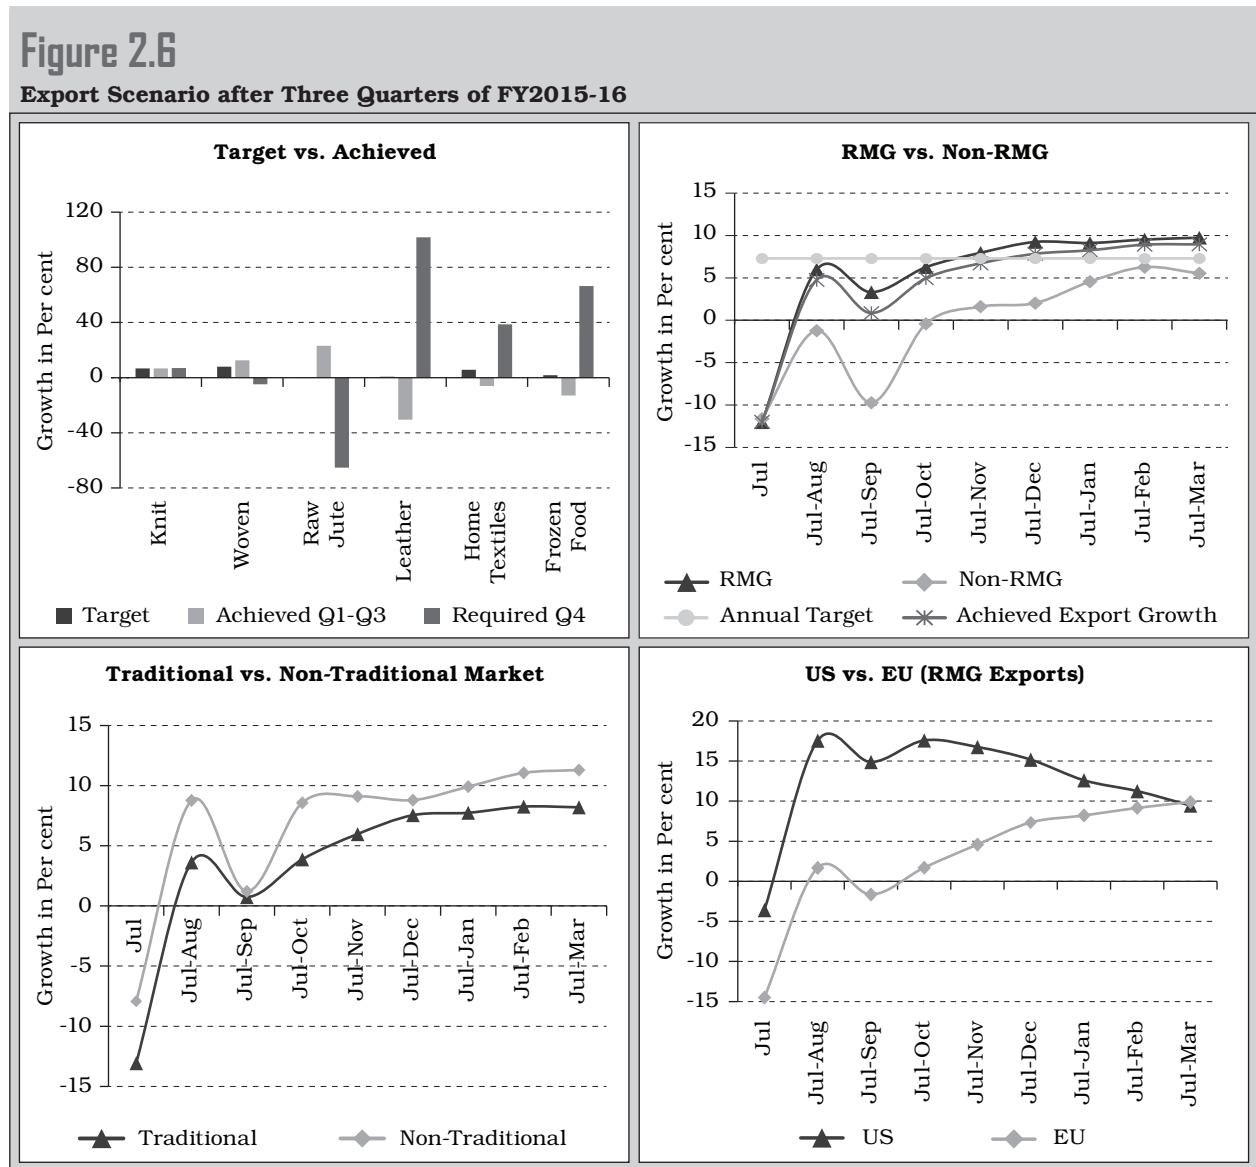 Figure 2.6
Export Scenario after Three Quarters of FY2015-16
Target vs. Achieved
Growth in Per cent
120
80
40
0
-40
-80
Knit
Woven
Raw
Jute
Leather
Home
Textiles
Frozen
Food
Target
Achieved Q1-Q3
Required Q4
RMG vs. Non-RMG
Growth in Per cent
15
10
5
0
-5
-10
-15
Jul
Jul-Aug
Jul-Sep
Jul-Oct
Jul-Nov
Jul-Dec
Jul-Jan
Jul-Feb
Jul-Mar
RMG
Non-RMG
Annual Target
Achieved Export Growth
Traditional vs. Non-Traditional Market
Growth in Per cent
15
10
5
0
-5
-10
-15
Jul
Jul-Aug
Jul-Sep
Jul-Oct
Jul-Nov
Jul-Dec
Jul-Jan
Jul-Feb
Jul-Mar
Traditional
Non-Traditional
US vs. EU (RMG Exports)
Growth in Per cent
20
15
10
5
0
-5
-10
-15
Jul
Jul-Aug
Jul-Sep
Jul-Oct
Jul-Nov
Jul-Dec
Jul-Jan
Jul-Feb
Jul-Mar
US
EU